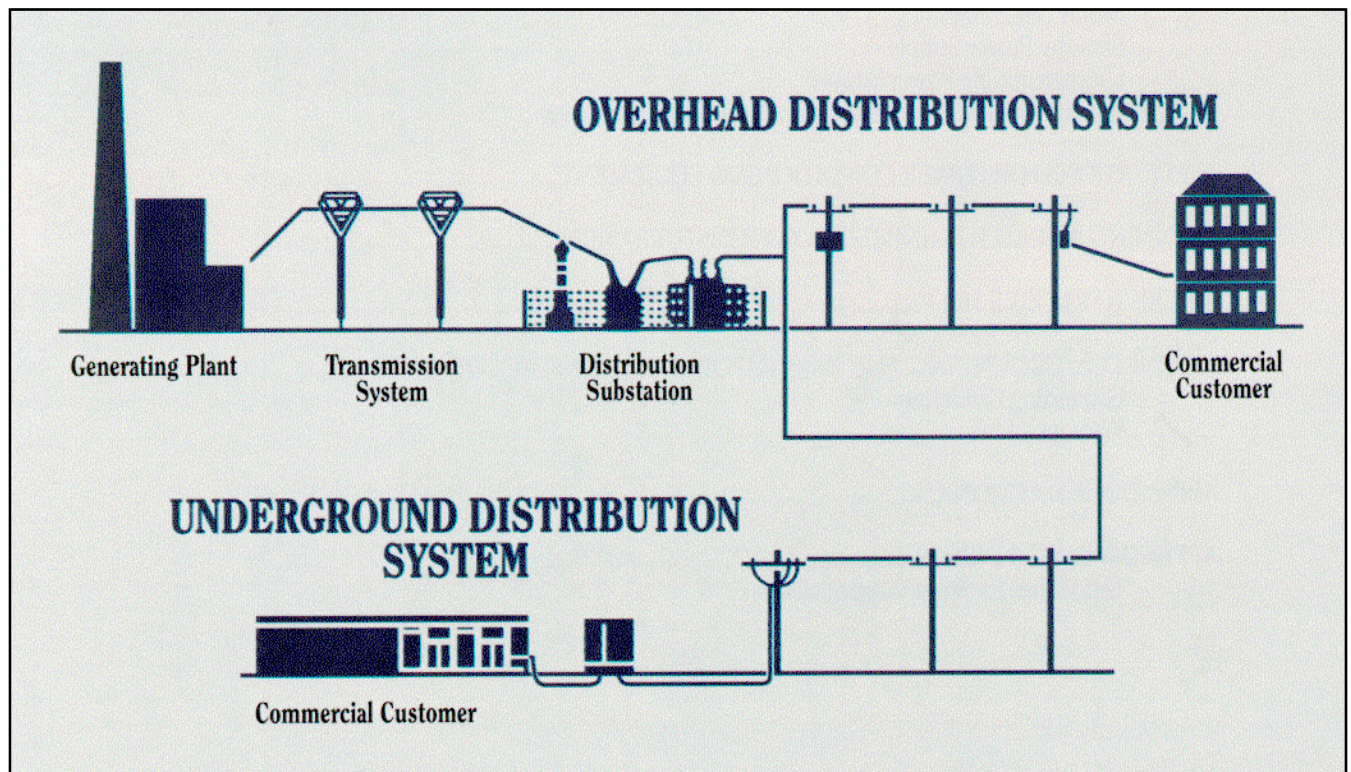 OVERHEAD DISTRIBUTION SYSTEM
Generating Plant
Transmission
System
Distribution
Substation
Commercial
Customer
UNDERGROUND DISTRIBUTION
SYSTEM
Commercial Customer